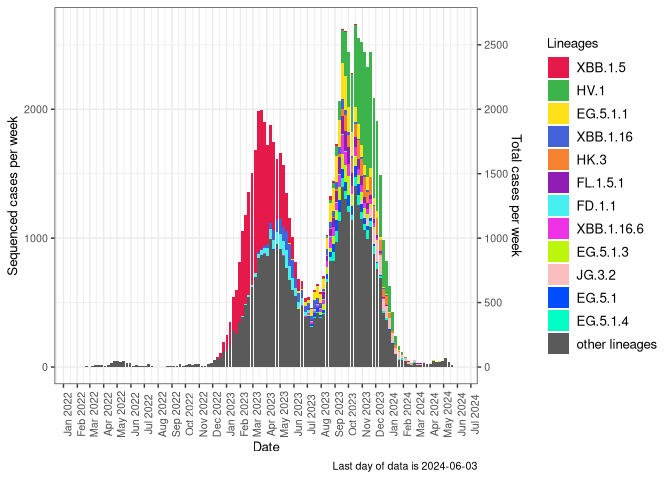 Sequenced cases per week
2000
1000
0
2500
2000
1500
1000
500
0
Total cases per week
Jan 2022
Feb 2022
Mar 2022
Apr 2022
May 2022
Jun 2022
Jul 2022
Aug 2022
Sep 2022
Oct 2022
Nov 2022
Dec 2022
Jan 2023
Feb 2023
Mar 2023
Apr 2023
May 2023
Jun 2023
Jul 2023
Aug 2023
Sep 2023
Oct 2023
Nov 2023
Dec 2023
Jan 2024
Feb 2024
Mar 2024
Apr 2024
May 2024
Jun 2024
Jul 2024
Date
Last day of data is 2024-06-03
Lineages
XBB.1.5
HV.1
EG.5.1.1
XBB.1.16
HK.3
FL.1.5.1
FD.1.1
XBB.1.16.6
EG.5.1.3
JG.3.2
EG.5.1
EG.5.1.4
other lineages